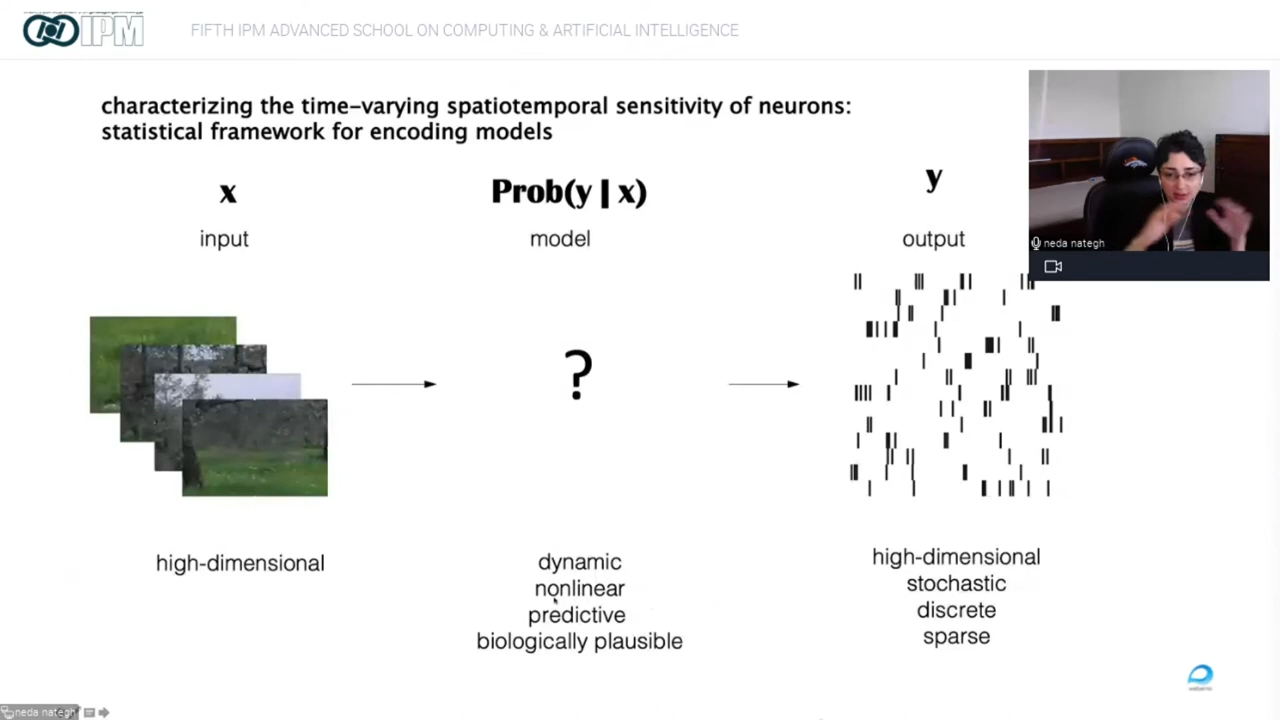 IPM
FIFTH IPM ADVANCED SCHOOL ON COMPUTING & ARTIFICIAL INTELLIGENCE
characterizing the time-varying spatiotemporal sensitivity of neurons:
statistical framework for encoding models
x
Prob(y | x)
y
input
model
output
neda nategh
?
high-dimensional
dynamic
nonlinear
predictive
biologically plausible
high-dimensional
stochastic
discrete
sparse
neda nategh